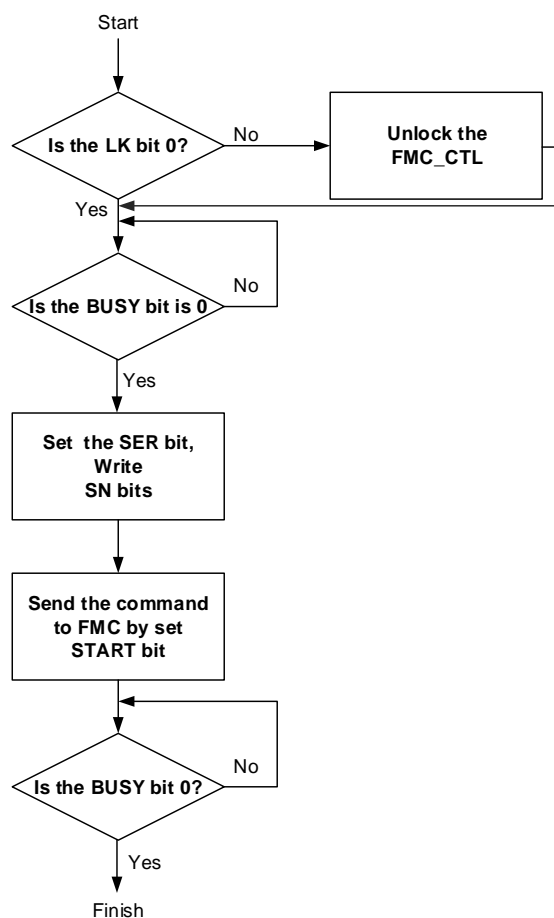 Start
Is the LK bit 0?
No
Unlock the
FMC_CTL
Yes
No
Is the BUSY bit is 0
Yes
Set the SER bit,
Write
SN bits
Send the command
to FMC by set
START bit
No
Is the BUSY bit 0?
Yes
Finish